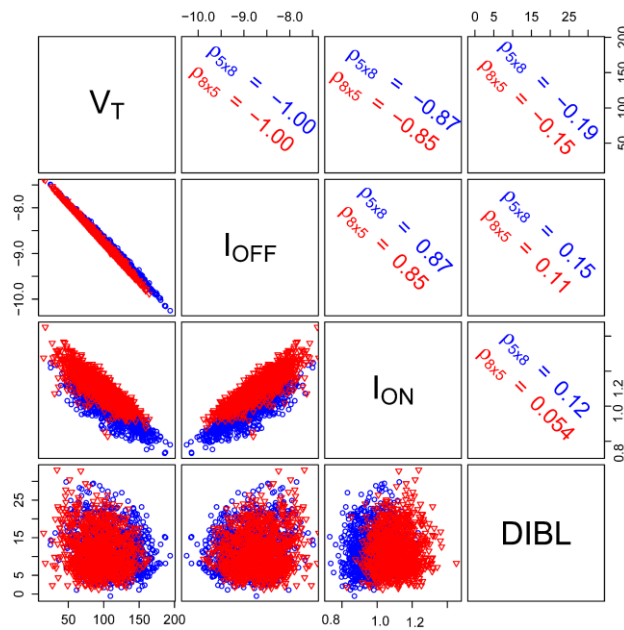 −10.0 −9.0 −8.0
0 5 15 25
V_T
ρ5x8 = −1.00
ρ8x5 = −1.00
ρ5x8 = −0.87
ρ8x5 = −0.85
ρ5x8 = −0.19
ρ8x5 = −0.15
50 100 150 200
−10.0 −9.0 −8.0
I_OFF
ρ5x8 = 0.87
ρ8x5 = 0.85
ρ5x8 = 0.15
ρ8x5 = 0.11
I_ON
ρ5x8 = 0.12
ρ8x5 = 0.054
0.8 1.0 1.2
0 5 15 25
DIBL
50 100 150 200
0.8 1.0 1.2